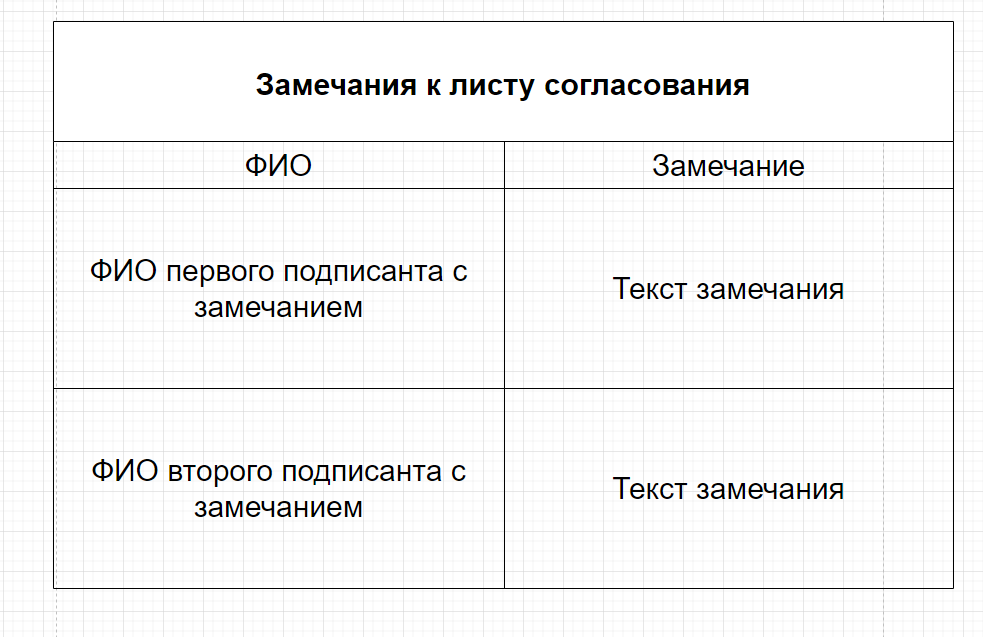 Замечания к листу согласования
ФИО
Замечание
ФИО первого подписанта с
замечанием
Текст замечания
ФИО второго подписанта с
замечанием
Текст замечания